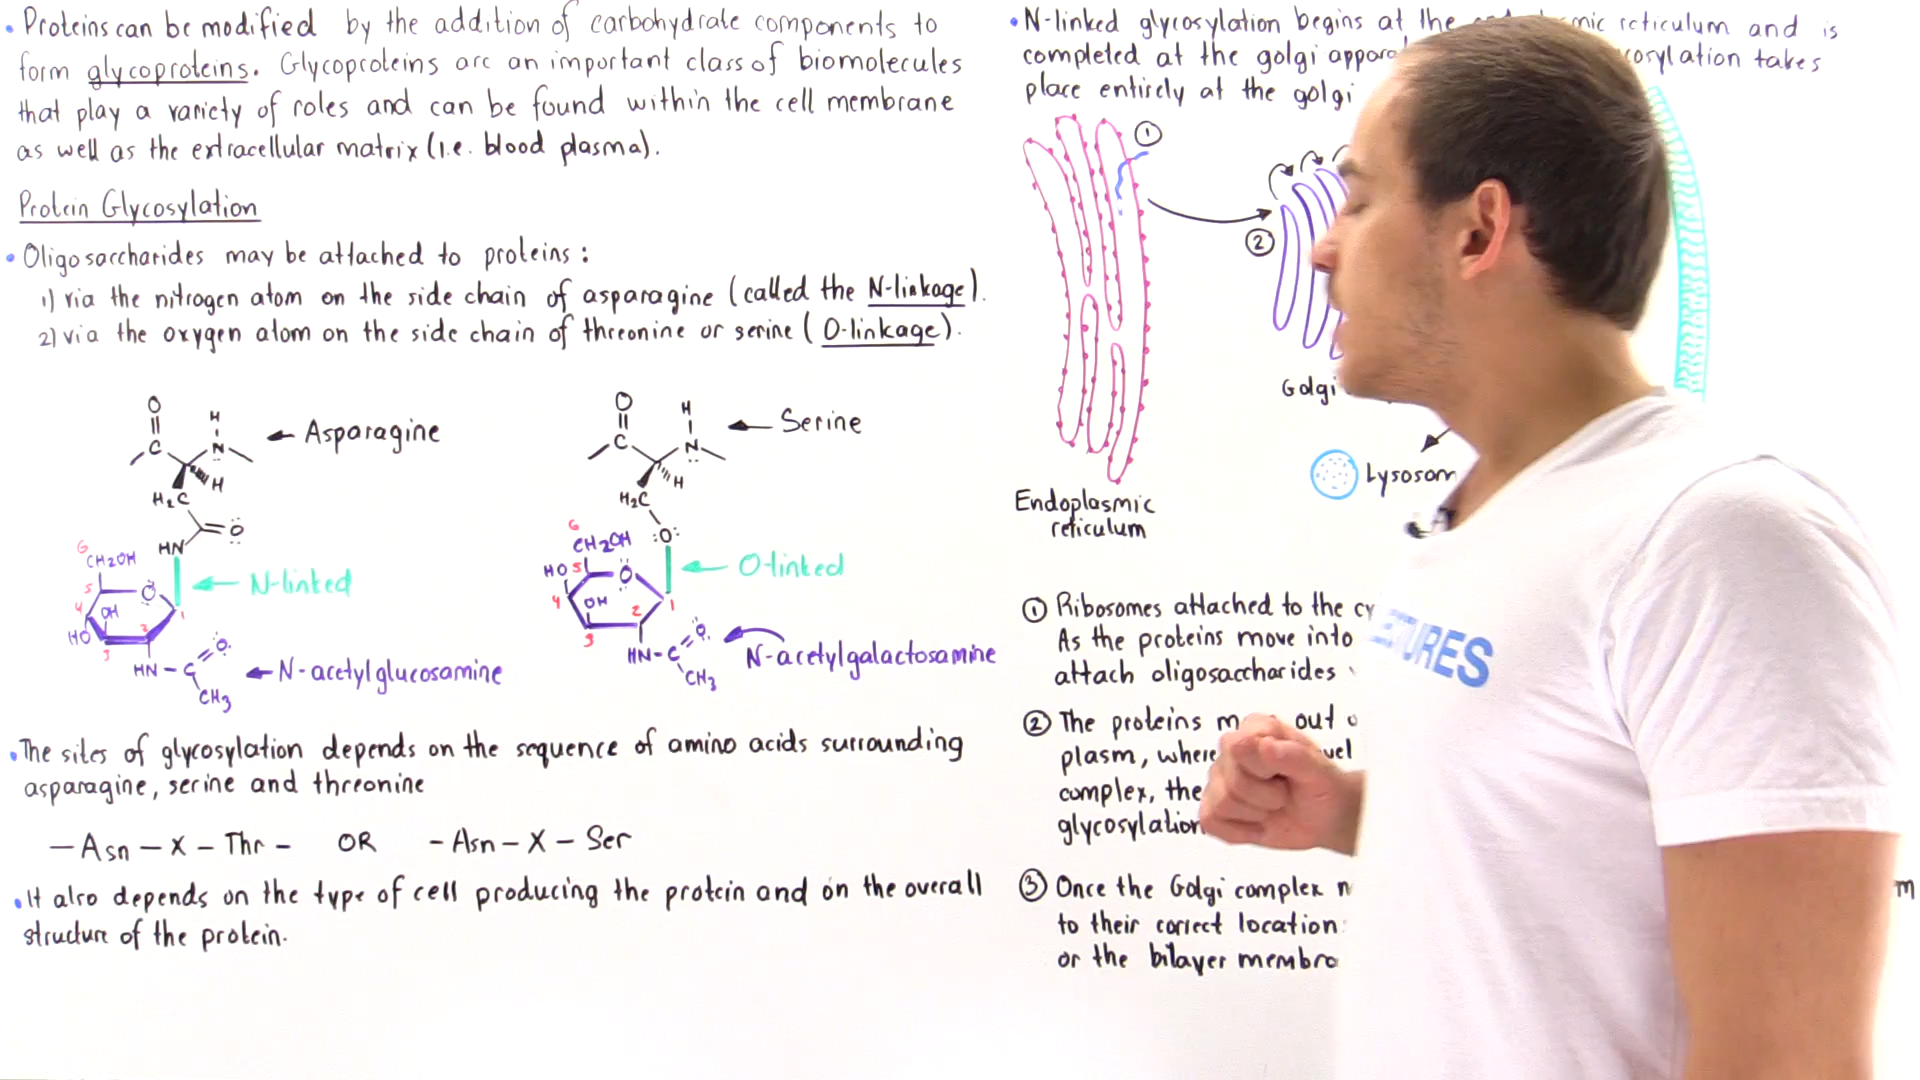 • Proteins can be modified by the addition of carbohydrate components to
form glycoproteins. Glycoproteins are an important class of biomolecules
that play a variety of roles and can be found within the cell membrane
as well as the extracellular matrix (i.e. blood plasma).
Protein Glycosylation
• Oligosaccharides may be attached to proteins:
1) via the nitrogen atom on the side chain of asparagine (called the N-linkage).
2) via the oxygen atom on the side chain of threonine or serine (O-linkage).
O
H
C
N
H
H2C
O
HN
← Asparagine
6
CH2OH
5
O
4
OH
HO
3
2
1
← N-linked
HN - C
O
CH3
← N-acetylglucosamine
O
H
C
N
H
H2C
:O:
← Serine
6
CH2OH
HO
5
O
4
OH
3
2
1
← O-linked
HN-C
O
CH3
N-acetylgalactosamine
• The sites of glycosylation depends on the sequence of amino acids surrounding
asparagine, serine and threonine
- Asn - X - Thr - OR - Asn - X - Ser
• It also depends on the type of cell producing the protein and on the overall
structure of the protein.
• N-linked glycosylation begins at the reticulum and is
completed at the golgi takes
place entirely at the golgi
1
2
Endoplasmic
reticulum
Golgi
① Ribosomes attached to the
As the proteins move into
attach oligosaccharides
② The proteins out
plasm, where
complex, the
glycosylation
③ Once the Golgi complex
to their correct location:
or the bilayer